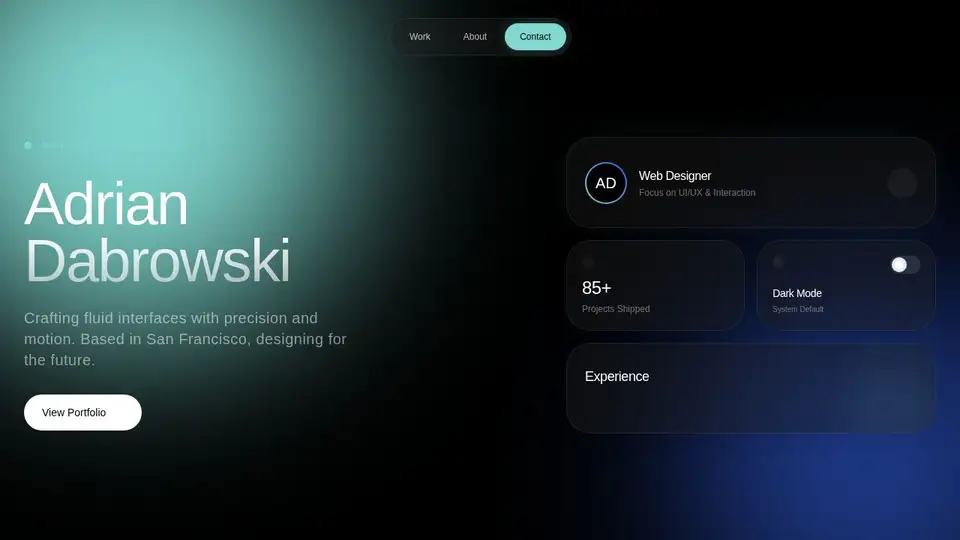 Work
About
Contact
Adrian
Dabrowski
Crafting fluid interfaces with precision and
motion. Based in San Francisco, designing for
the future.
View Portfolio
AD
Web Designer
Focus on UI/UX & Interaction
85+
Projects Shipped
Dark Mode
System Default
Experience